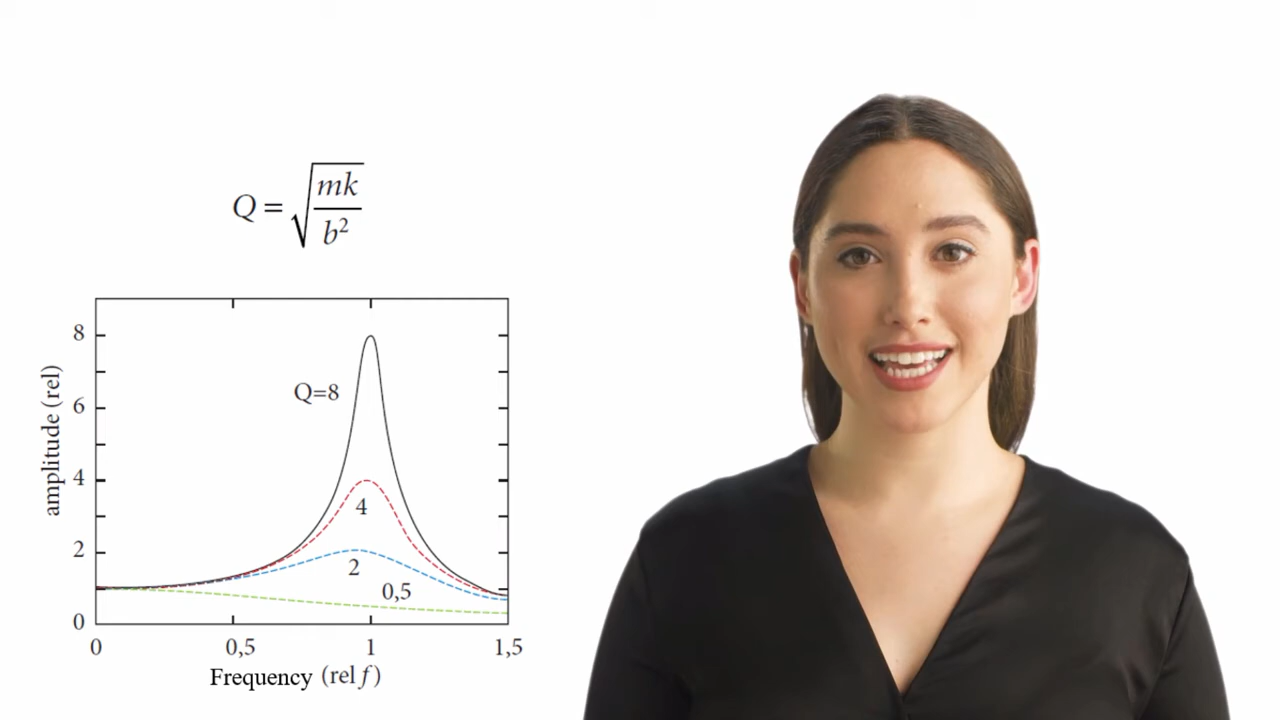 Q = √(mk/b²)
8
Q=8
6
4
4
2
2
0,5
0
0 0,5 1 1,5
amplitude (rel)
Frequency (rel f)